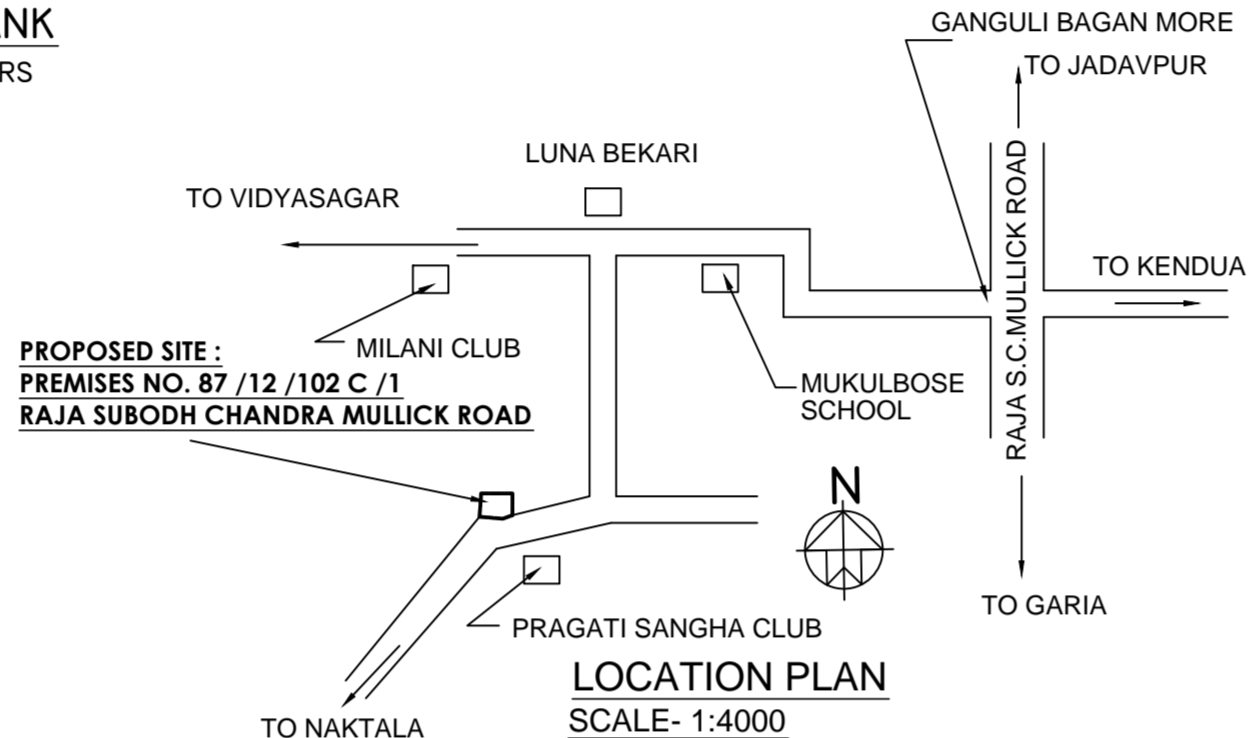 GANGULI BAGAN MORE
RS
TO JADAVPUR
LUNA BEKARI
TO VIDYASAGAR
RAJA S.C.MULLICK ROAD
TO KENDUA
MILANI CLUB
PROPOSED SITE :
PREMISES NO. 87 /12 /102 C /1
RAJA SUBODH CHANDRA MULLICK ROAD
MUKULBOSE
SCHOOL
N
TO GARIA
PRAGATI SANGHA CLUB
LOCATION PLAN
SCALE- 1:4000
TO NAKTALA